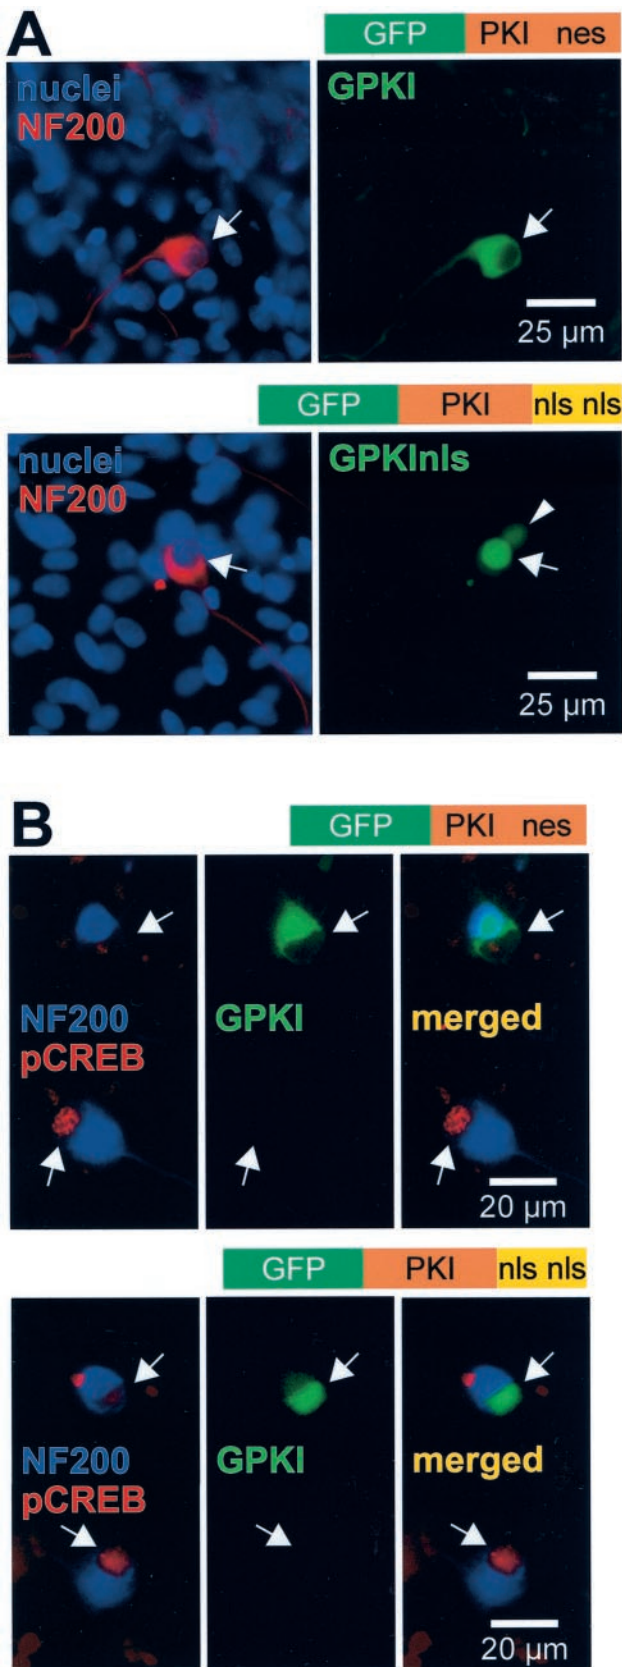 A
GFP PKI nes
nuclei
NF200
GPKI
25 µm
GFP PKI nls nls
nuclei
NF200
GPKInls
25 µm
B
GFP PKI nes
NF200
pCREB
GPKI
merged
20 µm
GFP PKI nls nls
NF200
pCREB
GPKI
merged
20 µm